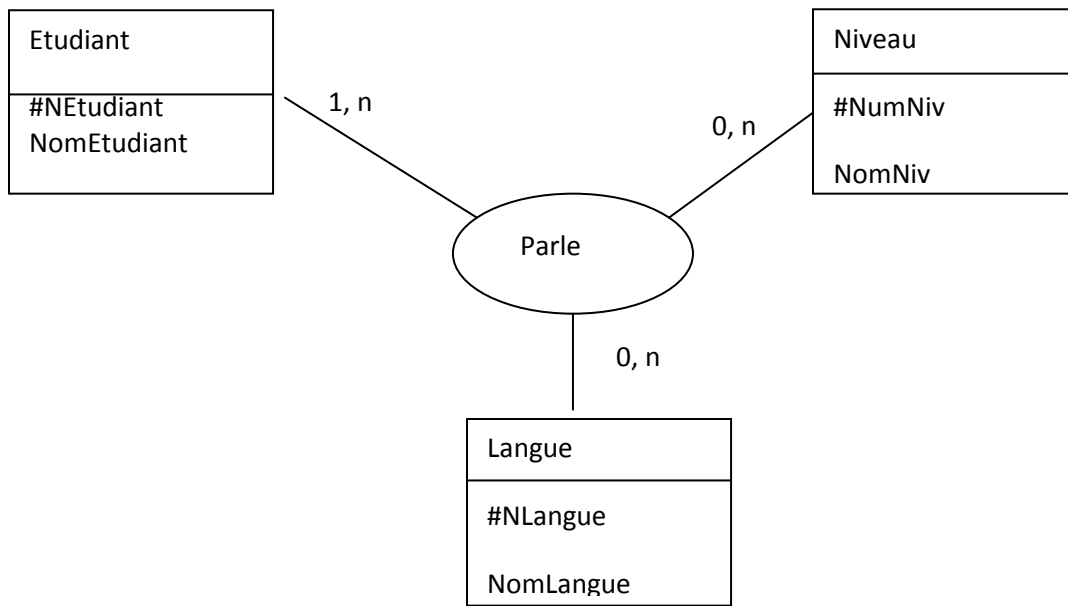 Etudiant
#NEtudiant
NomEtudiant
1, n
Niveau
#NumNiv
NomNiv
0, n
Parle
0, n
Langue
#NLangue
NomLangue